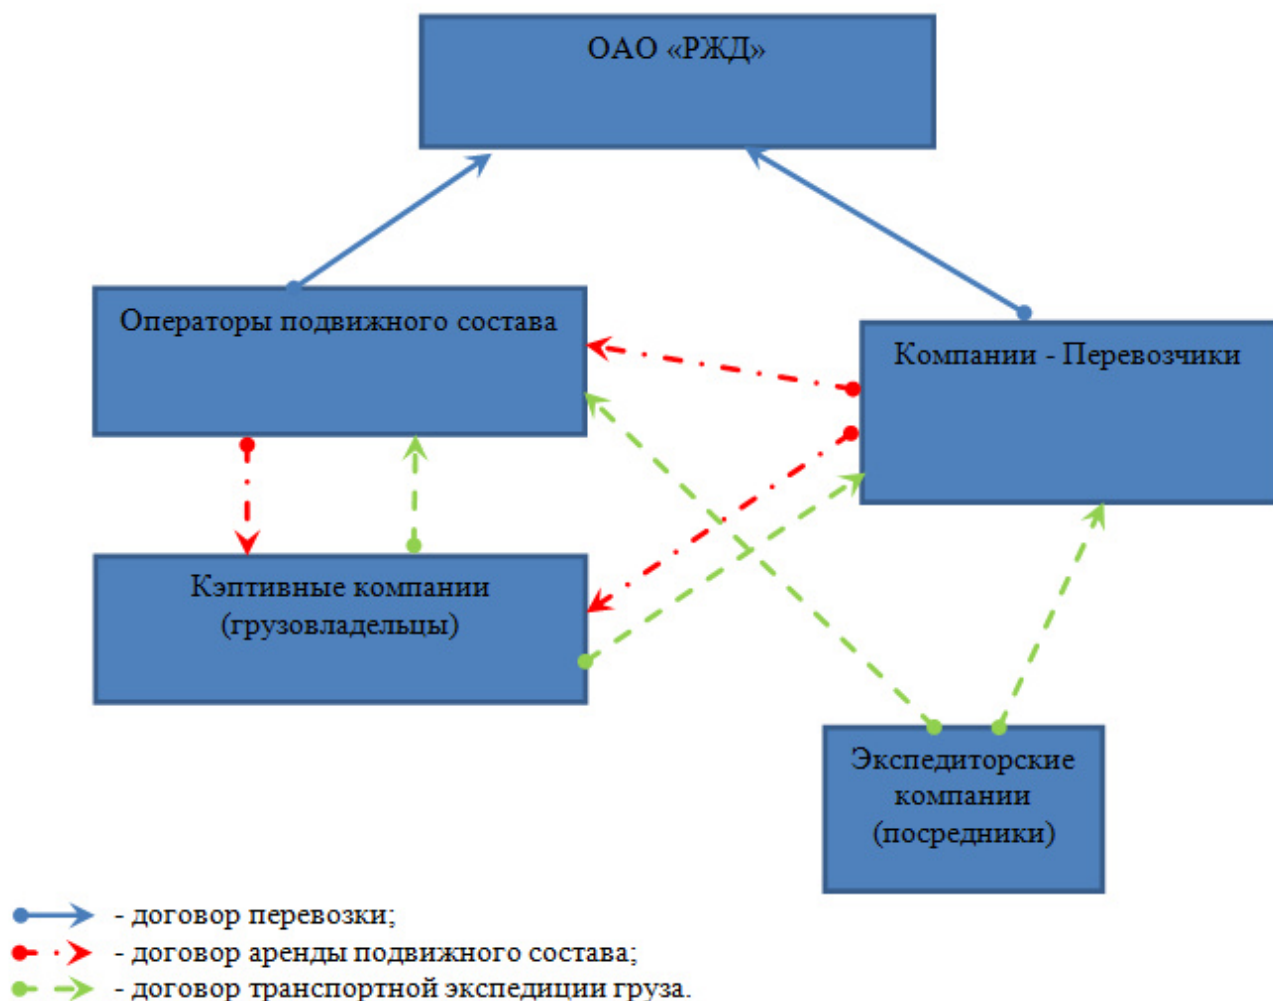 ОАО «РЖД»
Операторы подвижного состава
Компании - Перевозчики
Кэптивные компании
(грузовладельцы)
Экспедиторские
компании
(посредники)
- договор перевозки;
- договор аренды подвижного состава;
- договор транспортной экспедиции груза.